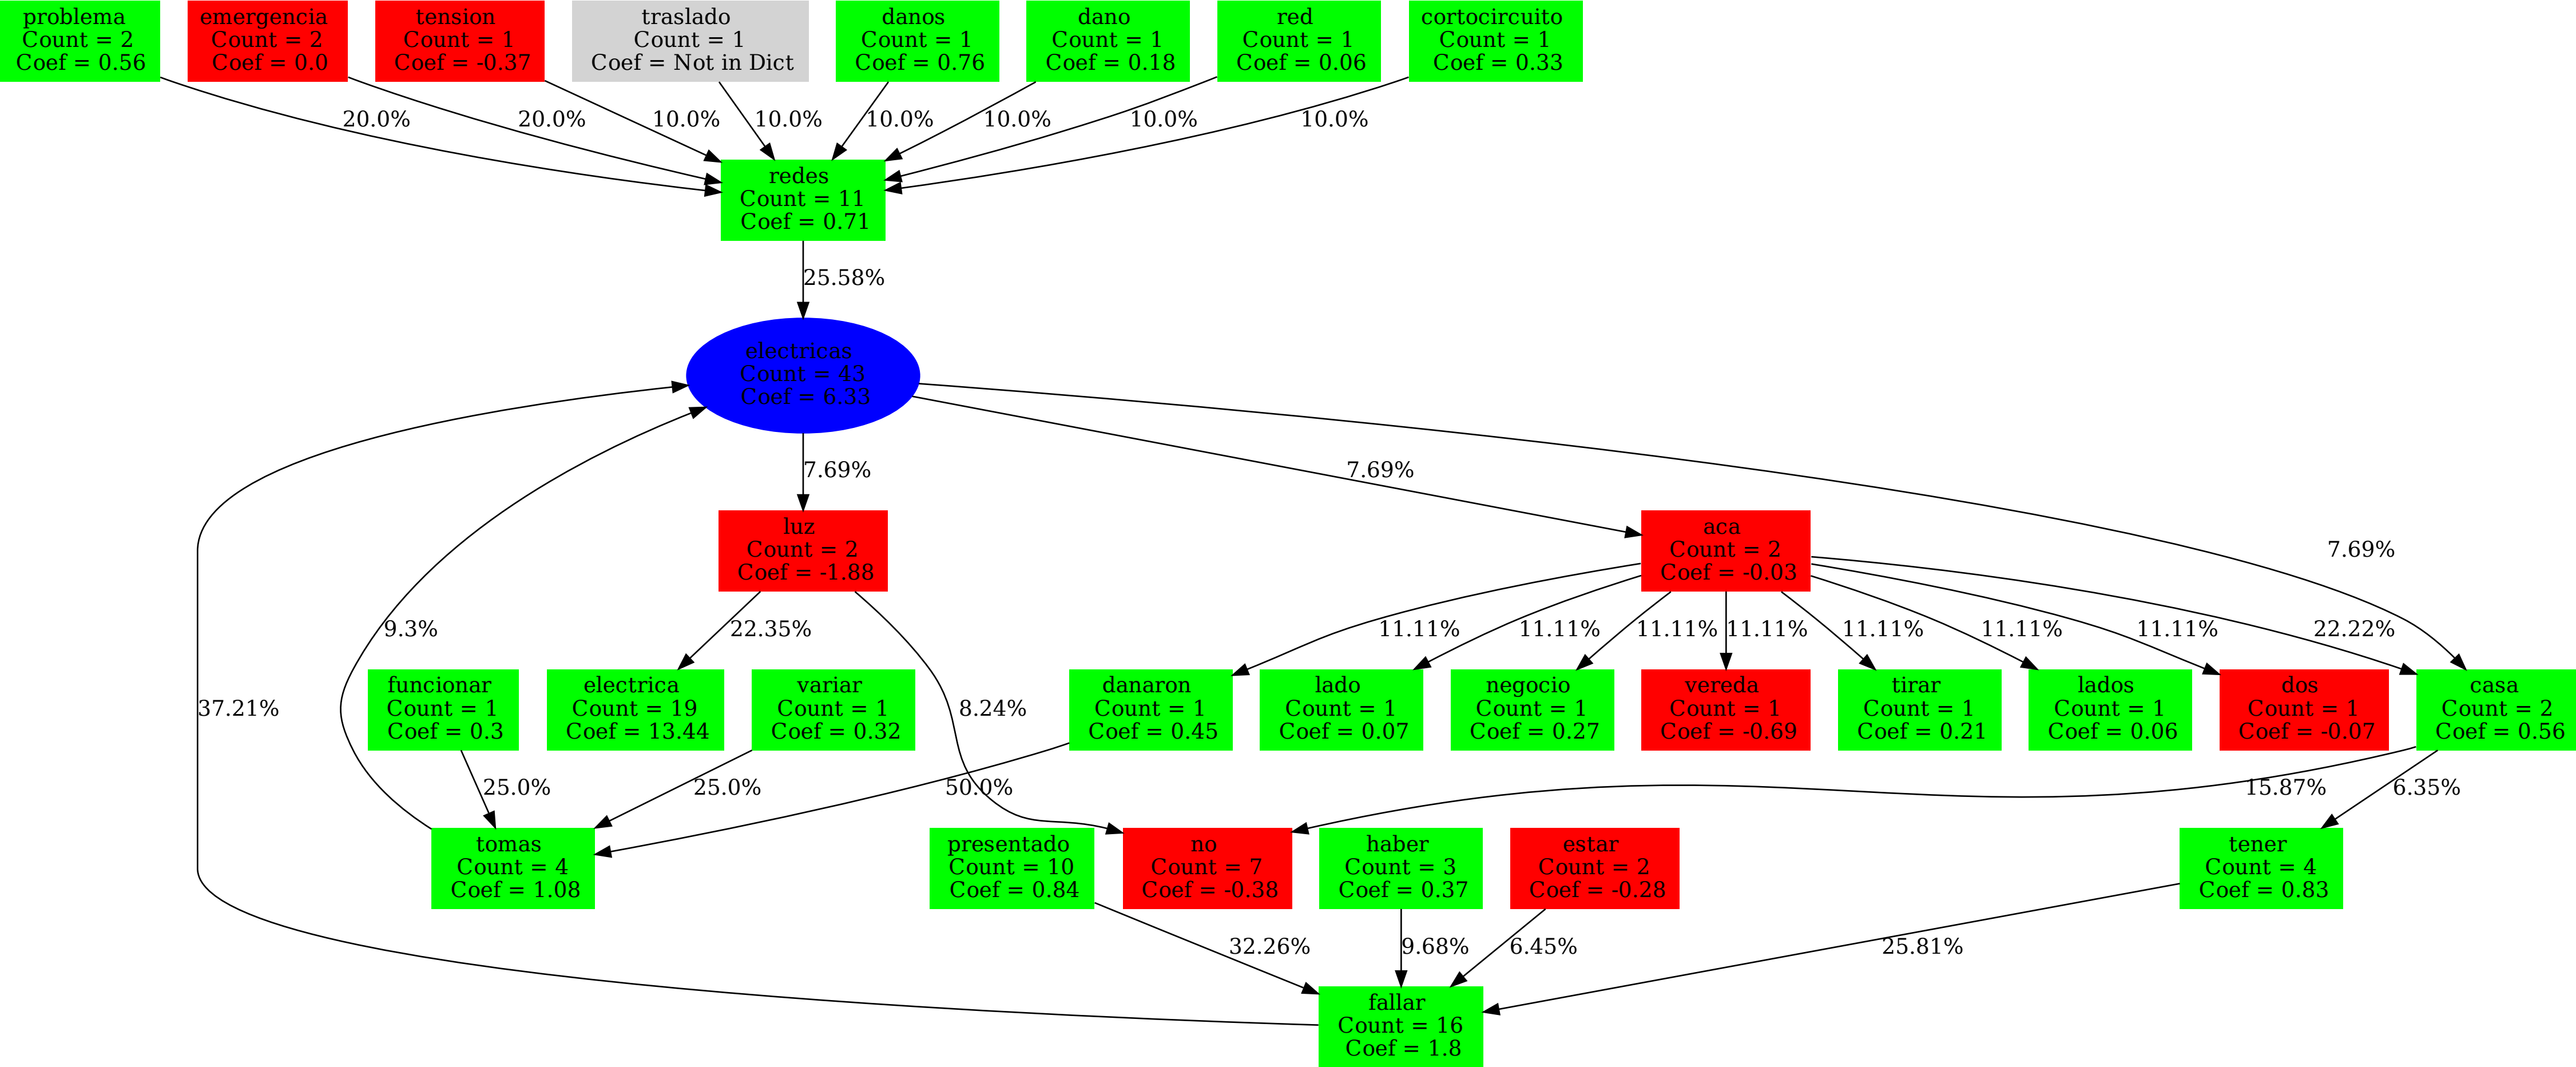 problema
Count = 2
Coef = 0.56
emergencia
Count = 2
Coef = 0.0
tension
Count = 1
Coef = -0.37
traslado
Count = 1
Coef = Not in Dict
danos
Count = 1
Coef = 0.76
dano
Count = 1
Coef = 0.18
red
Count = 1
Coef = 0.06
cortocircuito
Count = 1
Coef = 0.33
20.0%
20.0%
10.0%
10.0%
10.0%
10.0%
10.0%
10.0%
redes
Count = 11
Coef = 0.71
25.58%
electricas
Count = 43
Coef = 6.33
7.69%
7.69%
7.69%
luz
Count = 2
Coef = -1.88
aca
Count = 2
Coef = -0.03
9.3%
22.35%
11.11%
11.11%
11.11%
11.11%
11.11%
11.11%
11.11%
22.22%
37.21%
funcionar
Count = 1
Coef = 0.3
electrica
Count = 19
Coef = 13.44
variar
Count = 1
Coef = 0.32
8.24%
danaron
Count = 1
Coef = 0.45
lado
Count = 1
Coef = 0.07
negocio
Count = 1
Coef = 0.27
vereda
Count = 1
Coef = -0.69
tirar
Count = 1
Coef = 0.21
lados
Count = 1
Coef = 0.06
dos
Count = 1
Coef = -0.07
casa
Count = 2
Coef = 0.56
25.0%
25.0%
50.0%
15.87%
6.35%
tomas
Count = 4
Coef = 1.08
presentado
Count = 10
Coef = 0.84
no
Count = 7
Coef = -0.38
haber
Count = 3
Coef = 0.37
estar
Count = 2
Coef = -0.28
tener
Count = 4
Coef = 0.83
32.26%
9.68%
6.45%
25.81%
fallar
Count = 16
Coef = 1.8